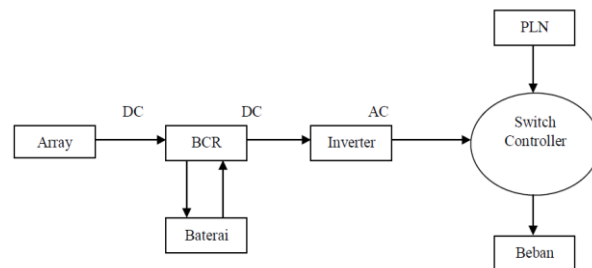 PLN
DC
DC
AC
Switch
Controller
Array
BCR
Inverter
Baterai
Beban